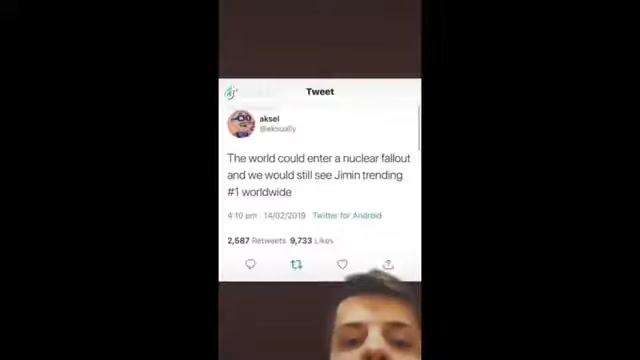 Tweet
aksel
@eksually
The world could enter a nuclear fallout
and we would still see Jimin trending
#1 worldwide
4:10 pm · 14/02/2019 Twitter for Android
2,587 Retweets 9,733 Likes